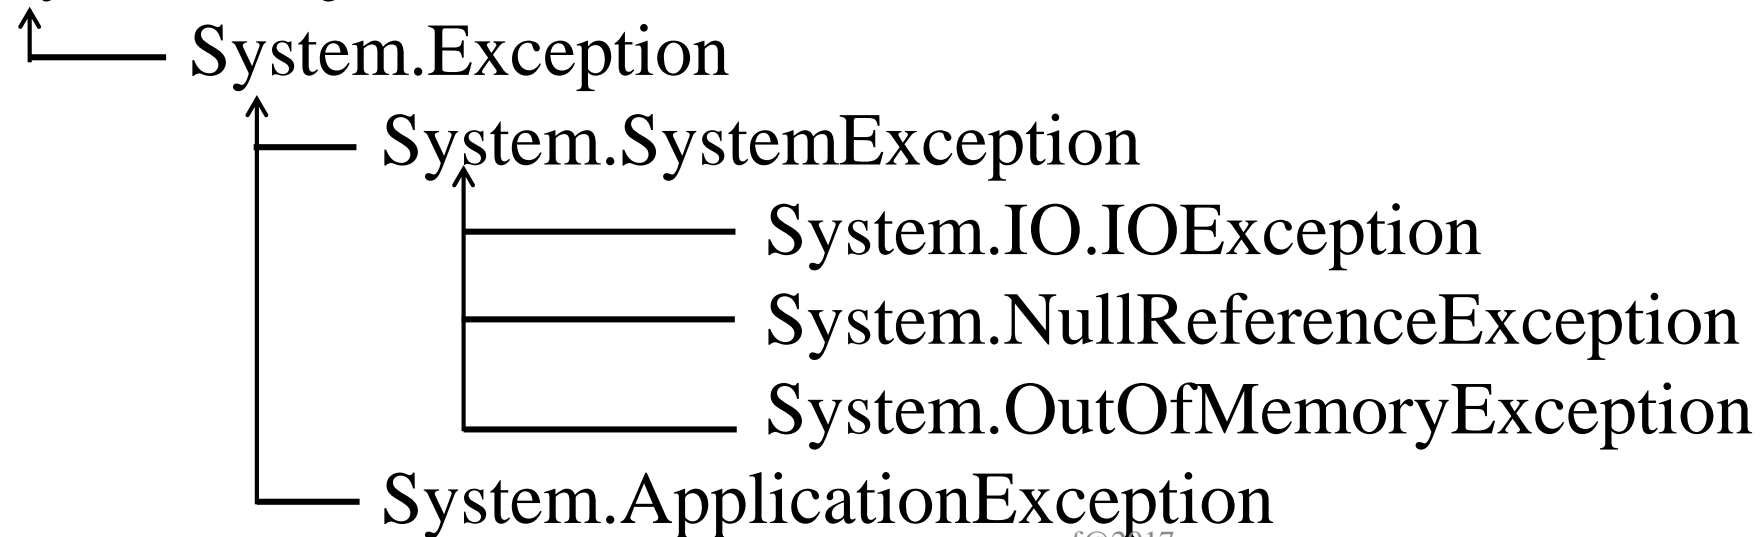 System.Exception
System.SystemException
System.IO.IOException
System.NullReferenceException
System.OutOfMemoryException
System.ApplicationException